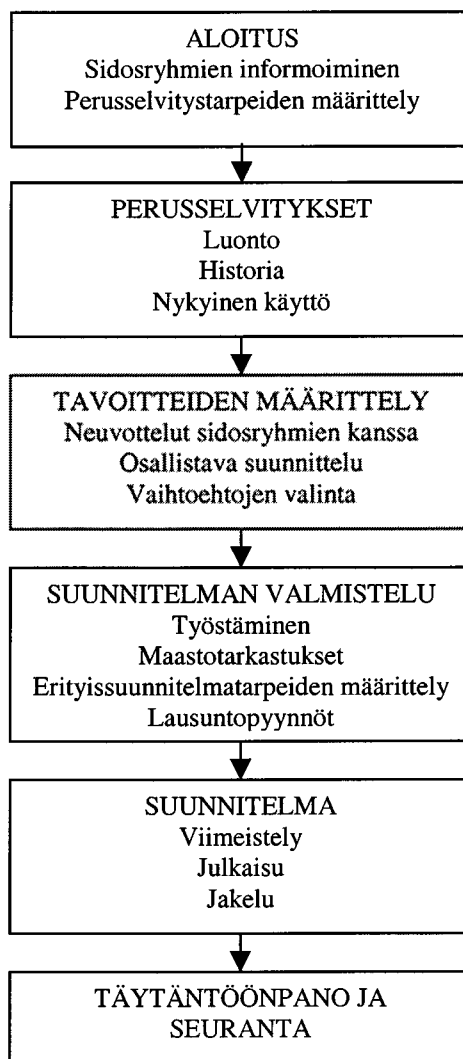 ALOITUS
Sidosryhmien informoiminen
Perusselvitystarpeiden määrittely
PERUSSELVITYKSET
Luonto
Historia
Nykyinen käyttö
TAVOITTEIDEN MÄÄRITTELY
Neuvottelut sidosryhmien kanssa
Osallistava suunnittelu
Vaihtoehtojen valinta
SUUNNITELMAN VALMISTELU
Työstäminen
Maastotarkastukset
Erityissuunnitelmatarpeiden määrittely
Lausuntopyynnöt
SUUNNITELMA
Viimeistely
Julkaisu
Jakelu
TÄYTÄNTÖÖNPANO JA
SEURANTA